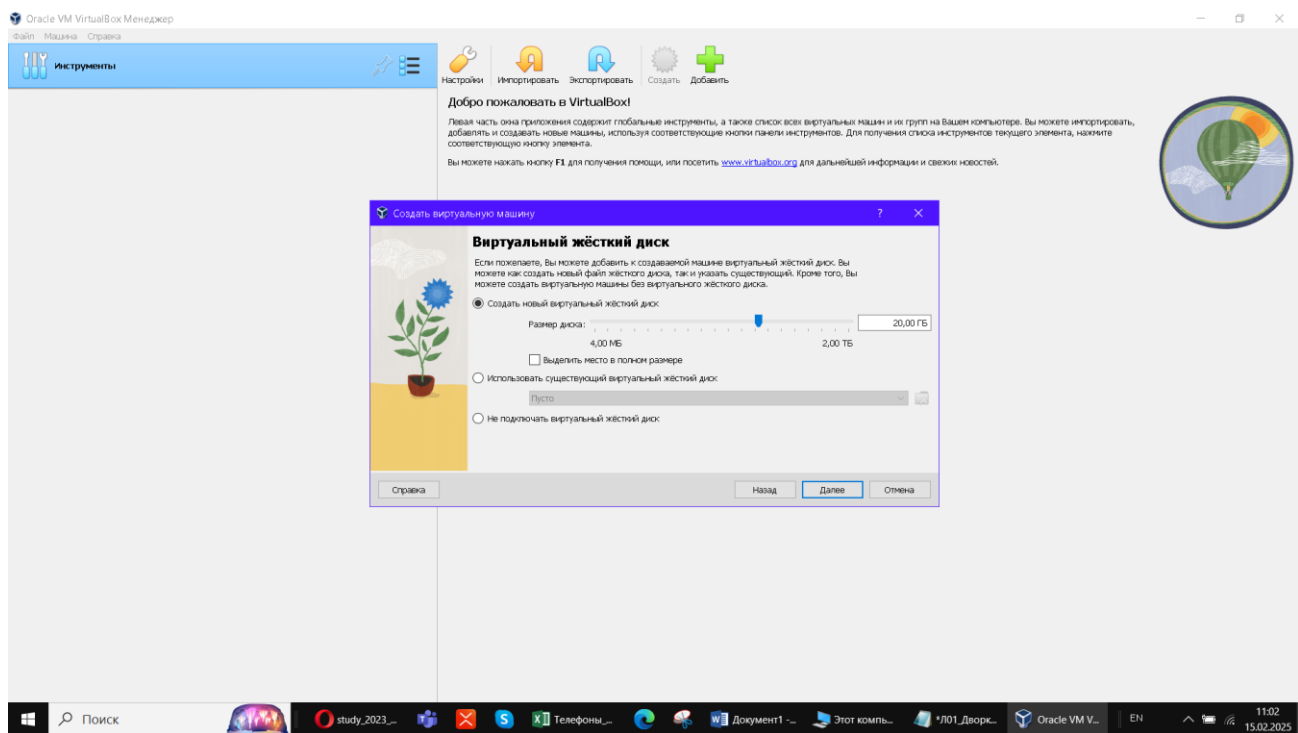 Oracle VM VirtualBox Менеджер
Файл Машина Справка
Инструменты
Настройки Импортировать Экспортировать Создать Добавить
Добро пожаловать в VirtualBox!
Левая часть окна приложения содержит глобальные инструменты, а также список всех виртуальных машин и их групп на Вашем компьютере. Вы можете импортировать,
добавлять и создавать новые машины, используя соответствующие кнопки панели инструментов. Для получения списка инструментов текущего элемента, нажмите
соответствующую кнопку элемента.
Вы можете нажать кнопку F1 для получения помощи, или посетить www.virtualbox.org для дальнейшей информации и свежих новостей.
Создать виртуальную машину
?
Виртуальный жёсткий диск
Если пожелаете, Вы можете добавить к создаваемой машине виртуальный жёсткий диск. Вы
можете как создать новый файл жёсткого диска, так и указать существующий. Кроме того, Вы
можете создать виртуальную машины без виртуального жёсткого диска.
Создать новый виртуальный жёсткий диск
Размер диска: 20,00 ГБ
4,00 МБ 2,00 ТБ
Выделить место в полном размере
Использовать существующий виртуальный жёсткий диск
Пусто
Не подключать виртуальный жёсткий диск
Справка Назад Далее Отмена
Поиск study_2023_... Телефоны_... Документ1 -... Этот компь... *Л01_Дворк... Oracle VM V... EN 11:02
15.02.2025